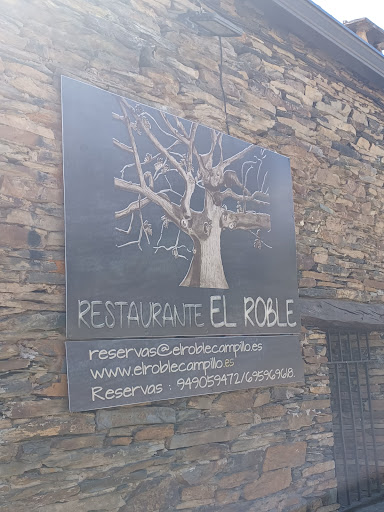 RESTAURANTE EL ROBLE
reservas@elroblecampillo.es
www.elroblecampillo.es
Reservas : 949059472/695969618.